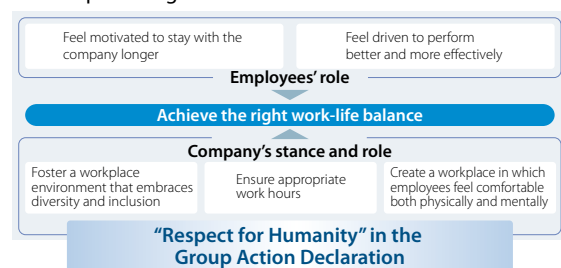 Feel motivated to stay with the
company longer
Feel driven to perform
better and more effectively
Employees' role
Achieve the right work-life balance
Company's stance and role
Foster a workplace
environment that embraces
diversity and inclusion
Ensure appropriate
work hours
Create a workplace in which
employees feel comfortable
both physically and mentally
"Respect for Humanity" in the
Group Action Declaration